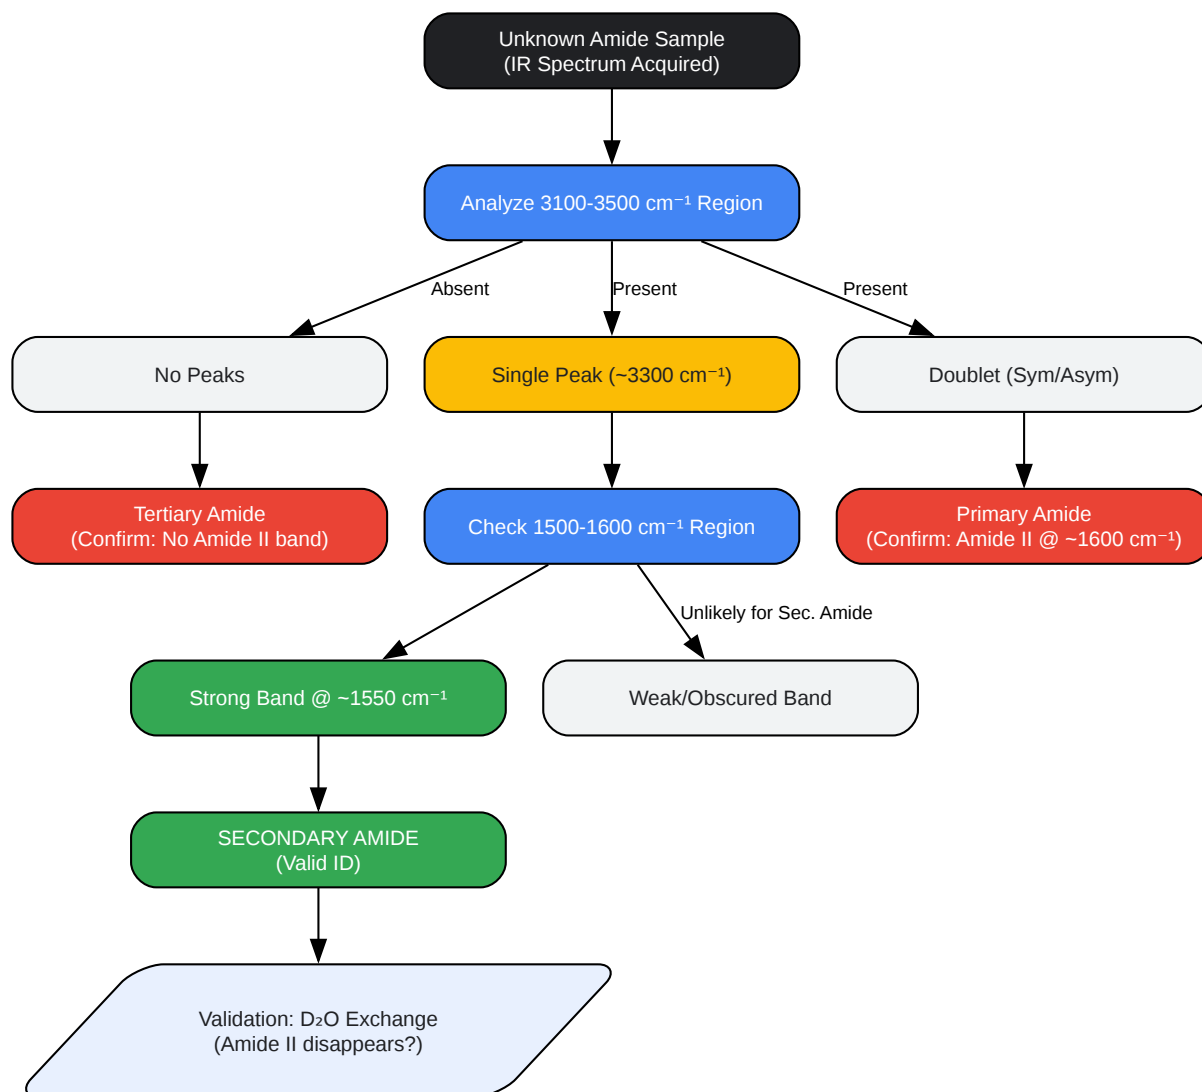 Unknown Amide Sample
(IR Spectrum Acquired)
Analyze 3100-3500 cm⁻¹ Region
Absent
Present
Present
No Peaks
Single Peak (~3300 cm⁻¹)
Doublet (Sym/Asym)
Tertiary Amide
(Confirm: No Amide II band)
Check 1500-1600 cm⁻¹ Region
Primary Amide
(Confirm: Amide II @ ~1600 cm⁻¹)
Unlikely for Sec. Amide
Strong Band @ ~1550 cm⁻¹
Weak/Obscured Band
SECONDARY AMIDE
(Valid ID)
Validation: D₂O Exchange
(Amide II disappears?)